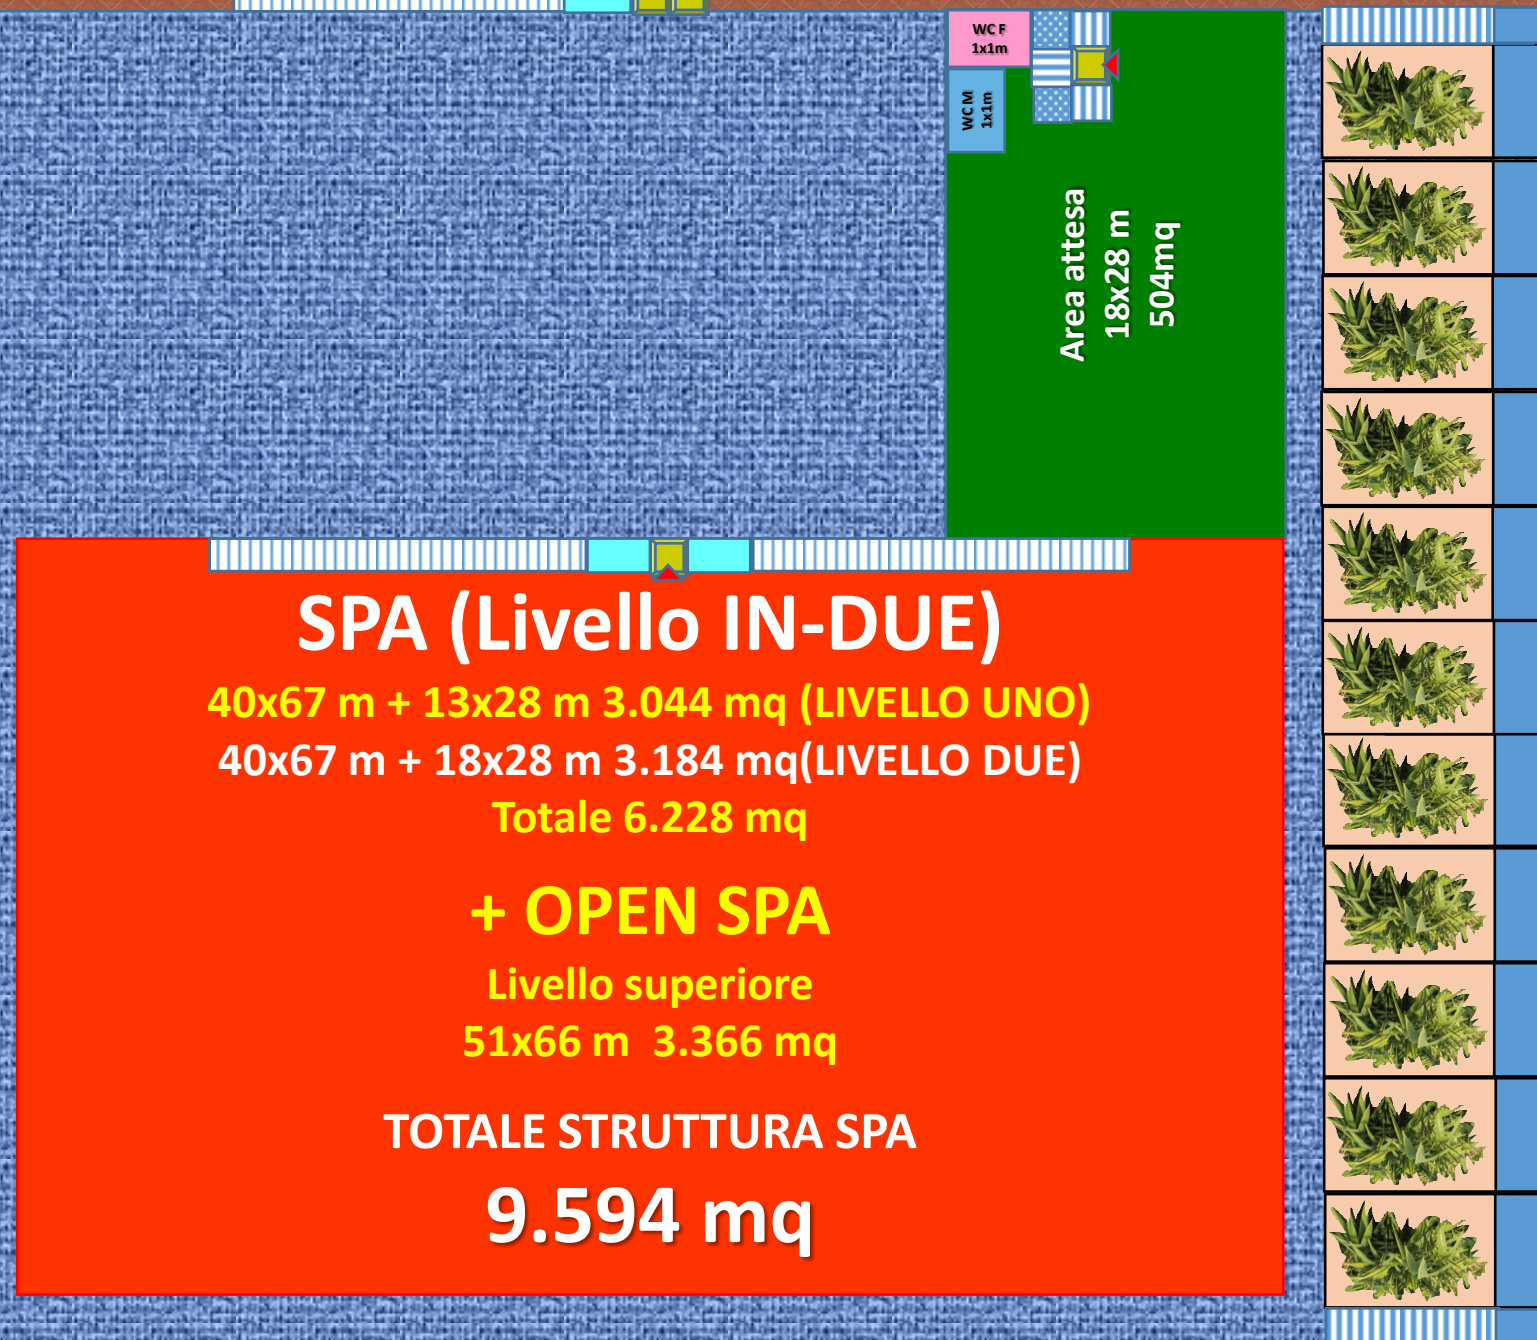 WC F
1x1m
WC M
1x1m
Area attesa
18x28 m
504mq
SPA (Livello IN-DUE)
40x67 m + 13x28 m 3.044 mq (LIVELLO UNO)
40x67 m + 18x28 m 3.184 mq(LIVELLO DUE)
Totale 6.228 mq
+ OPEN SPA
Livello superiore
51x66 m 3.366 mq
TOTALE STRUTTURA SPA
9.594 mq